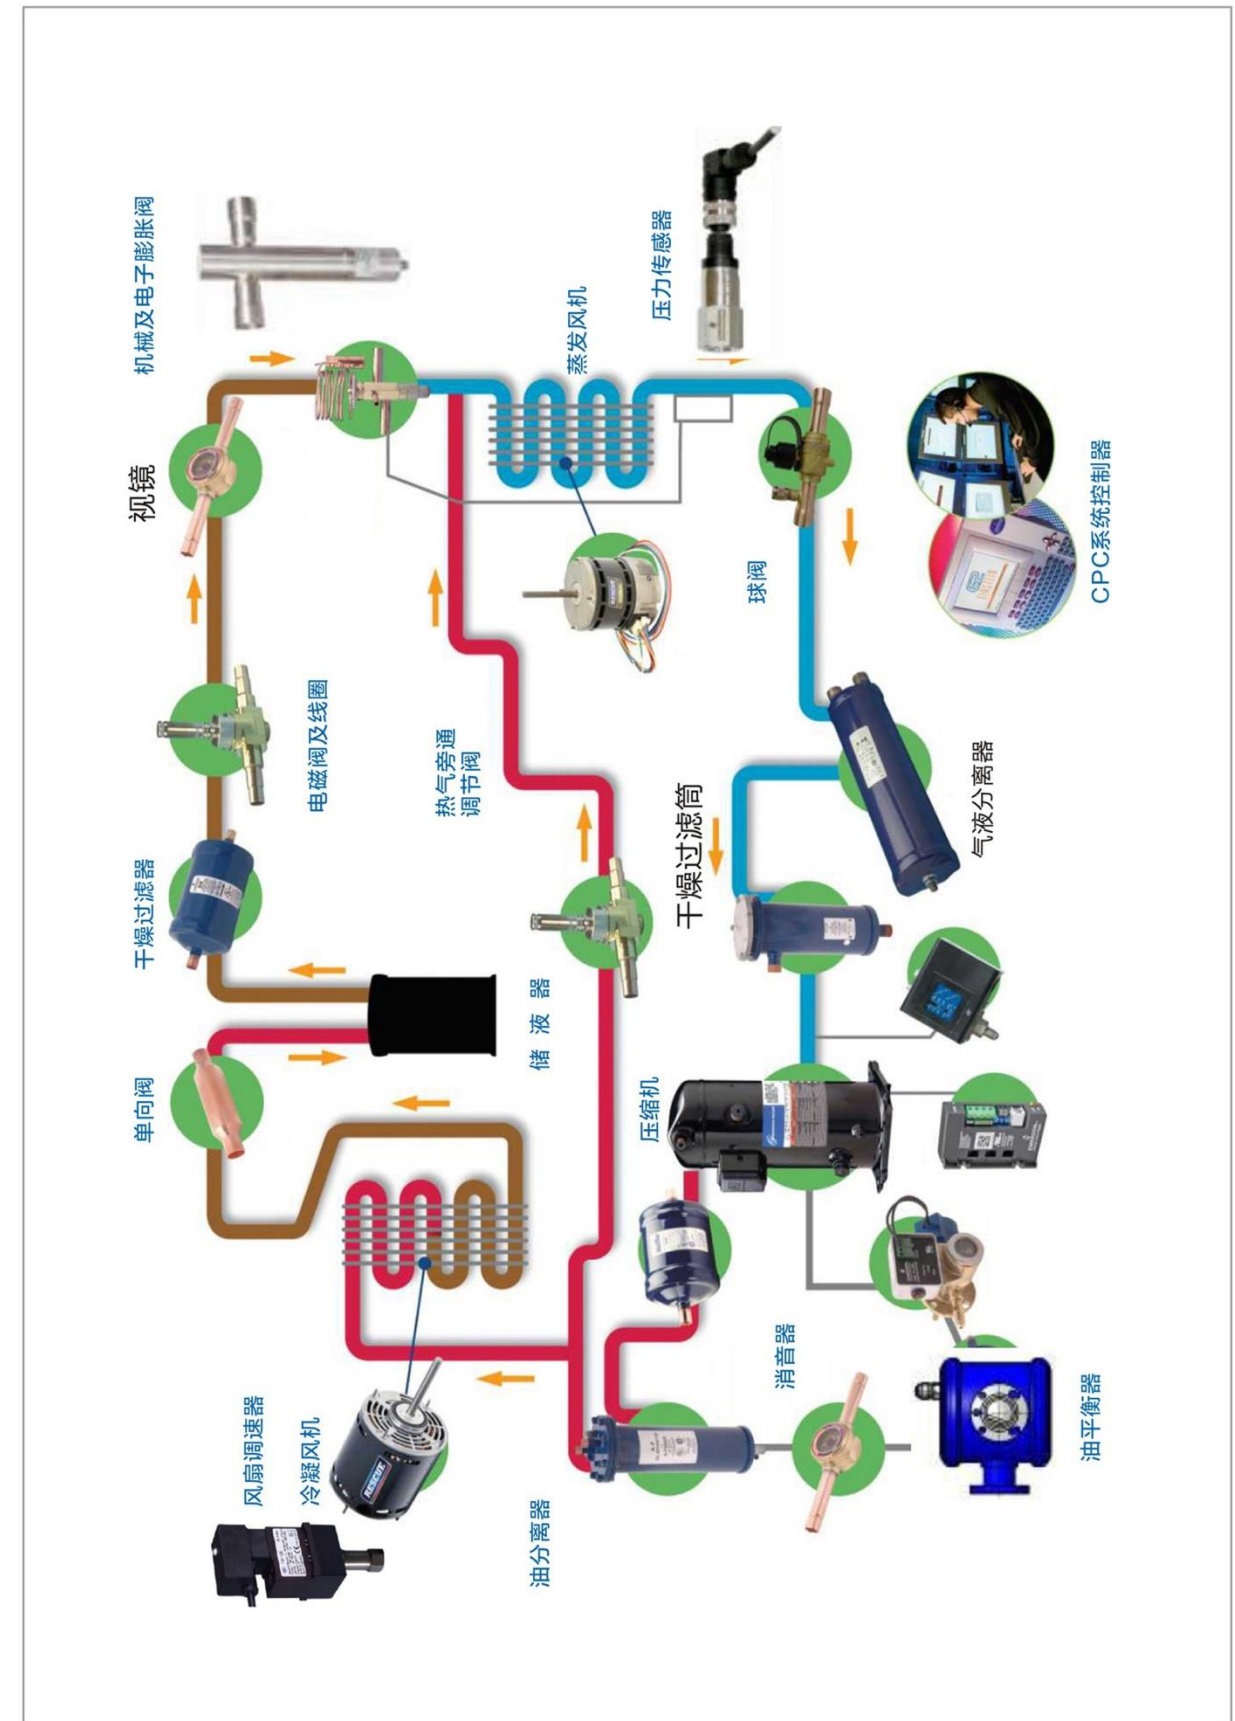 机械及电子膨胀阀
压力传感器
蒸发风机
视镜
CPC系统控制器
球阀
电磁阀及线圈
热气旁通
调节阀
干燥过滤筒
气液分离器
干燥过滤器
储液器
单向阀
压缩机
消音器
油平衡器
风扇调速器
冷凝风机
油分离器
RESCUE